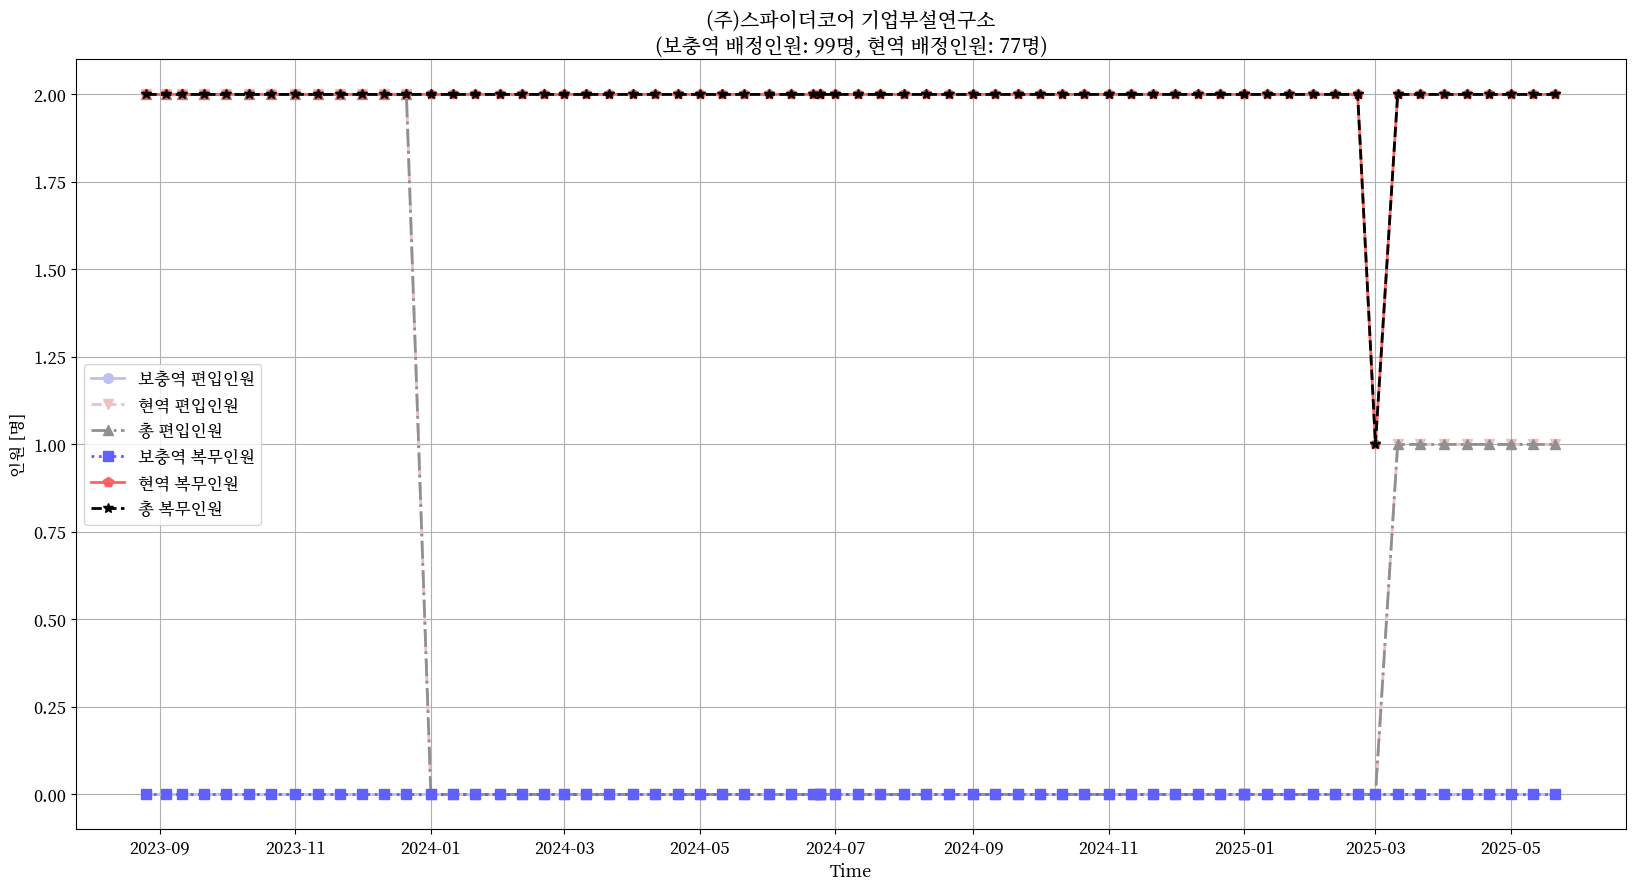 (주)스파이더코어 기업부설연구소
(보충역 배정인원: 99명, 현역 배정인원: 77명)
인원 [명]
2.00
1.75
1.50
1.25
1.00
0.75
0.50
0.25
0.00
보충역 편입인원
현역 편입인원
총 편입인원
보충역 복무인원
현역 복무인원
총 복무인원
2023-09 2023-11 2024-01 2024-03 2024-05 2024-07 2024-09 2024-11 2025-01 2025-03 2025-05
Time